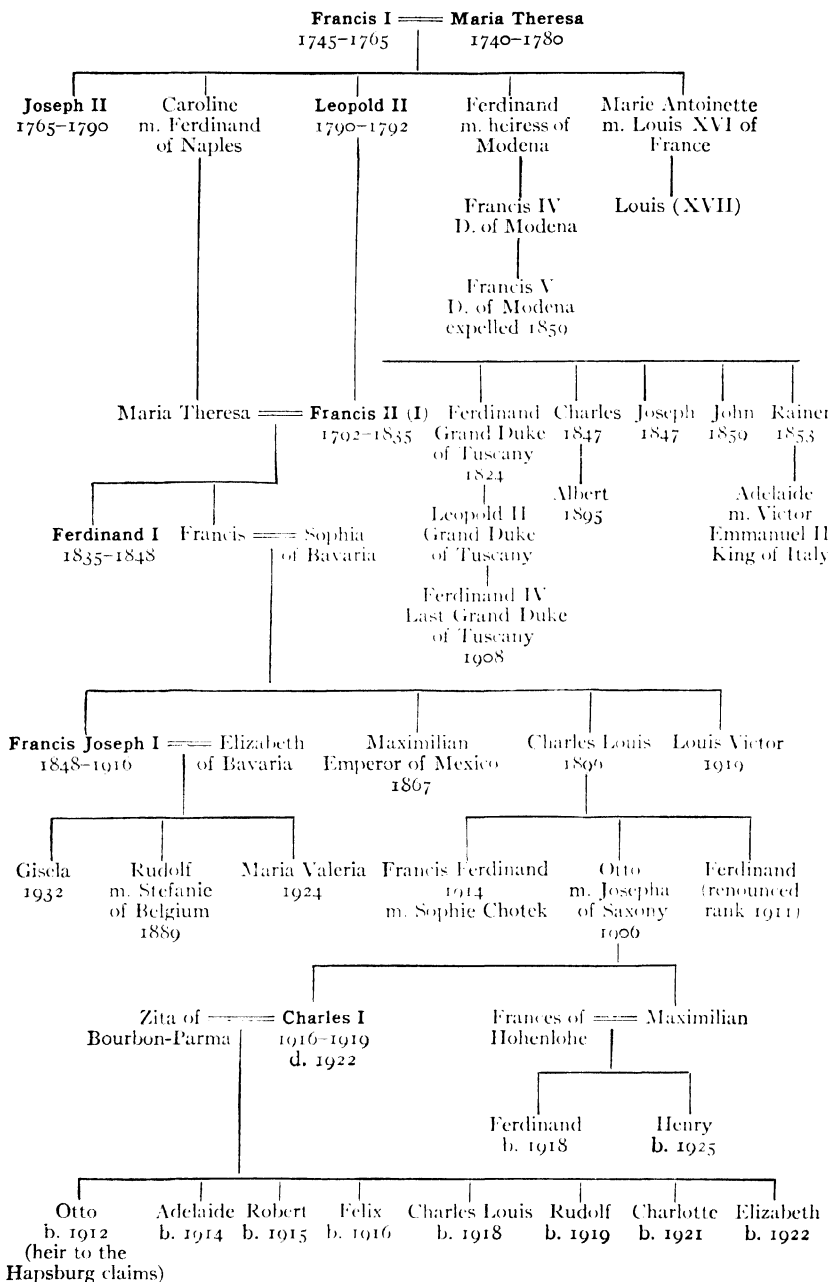 Francis I Maria Theresa
1745–1765 1740–1780
Joseph II Caroline Leopold II Ferdinand Marie Antoinette
1765–1790 m. Ferdinand 1790–1792 m. heiress of m. Louis XVI of
of Naples Modena France
Francis IV Louis (XVII)
D. of Modena
Francis V
D. of Modena
expelled 1859
Maria Theresa Francis II (I) Ferdinand Charles Joseph John Rainer
1792–1835 Grand Duke 1847 1847 1859 1853
of Tuscany
1824 Albert Adelaide
Leopold II 1895 m. Victor
Ferdinand I Francis Sophia Grand Duke Emmanuel II
1835–1848 of Bavaria of Tuscany King of Italy
Ferdinand IV
Last Grand Duke
of Tuscany
1908
Francis Joseph I Elizabeth Maximilian Charles Louis Louis Victor
1848–1916 of Bavaria Emperor of Mexico 1896 1919
1867
Gisela Rudolf Maria Valeria Francis Ferdinand Otto Ferdinand
1932 m. Stefanie 1924 1914 m. Josepha (renounced
of Belgium m. Sophie Chotek of Saxony rank 1911)
1889 1906
Zita of Charles I Frances of Maximilian
Bourbon-Parma 1916–1919 Hohenlohe
d. 1922
Ferdinand Henry
b. 1918 b. 1925
Otto Adelaide Robert Felix Charles Louis Rudolf Charlotte Elizabeth
b. 1912 b. 1914 b. 1915 b. 1916 b. 1918 b. 1919 b. 1921 b. 1922
(heir to the
Hapsburg claims)